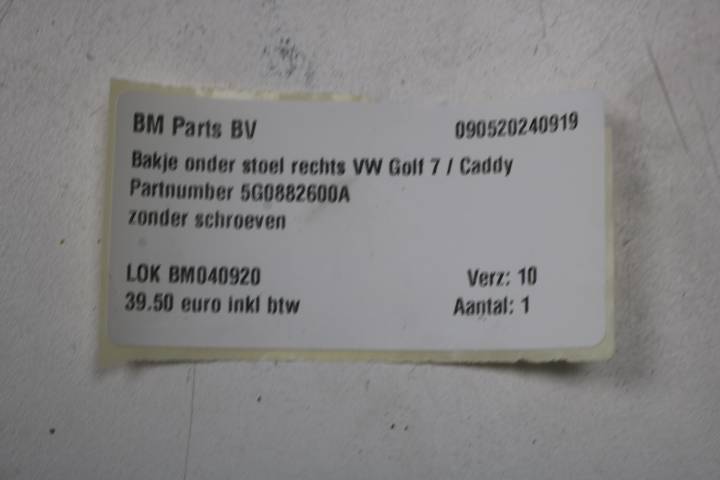 BM Parts BV 090520240919
Bakje onder stoel rechts VW Golf 7 / Caddy
Partnumber 5G0882600A
zonder schroeven
LOK BM040920 Verz: 10
39.50 euro inkl btw Aantal: 1